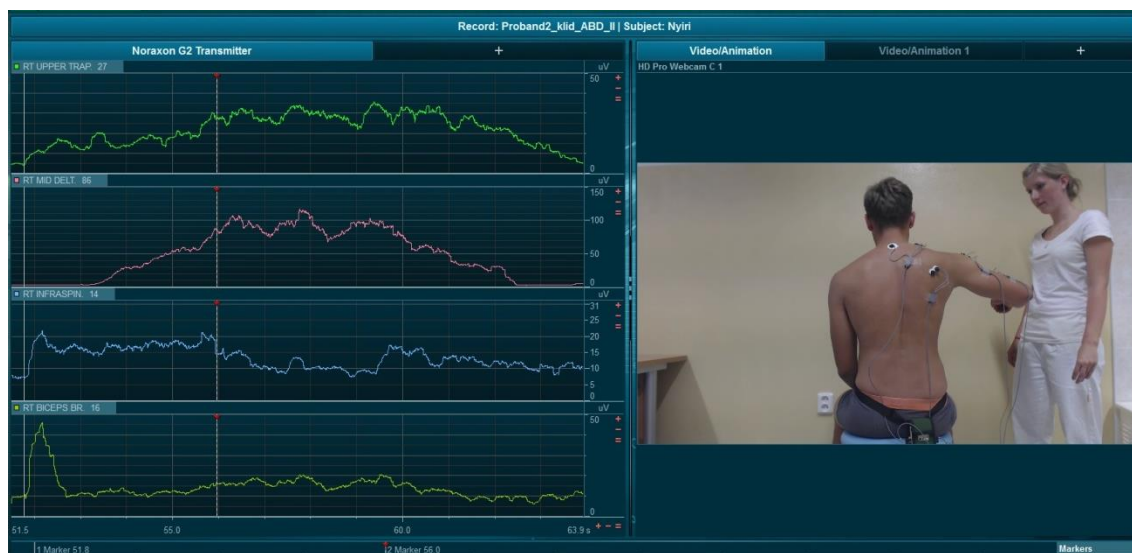 Record: Proband2_klid_ABD_II | Subject: Nyiri
Noraxon G2 Transmitter
+
Video/Animation
Video/Animation 1
+
HD Pro Webcam C 1
RT UPPER TRAP. 27
uV
50
+
−
=
0
RT MID DELT. 86
uV
150
+
−
=
100
50
0
RT INFRASPIN. 14
uV
31
+
−
=
25
20
15
10
5
0
RT BICEPS BR. 16
uV
50
+
−
=
0
51.5
55.0
60.0
63.9 s
+ − =
1 Marker 51.8
2 Marker 56.0
Markers